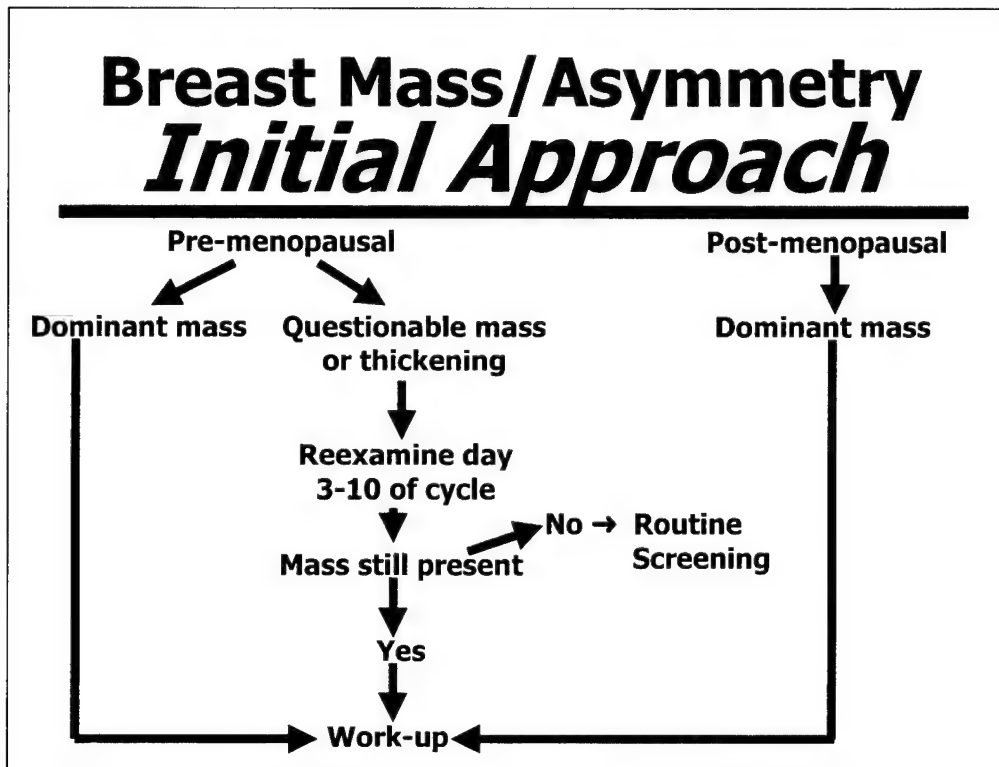 Breast Mass/Asymmetry
Initial Approach
Pre-menopausal
Post-menopausal
Dominant mass
Questionable mass
or thickening
Dominant mass
Reexamine day
3-10 of cycle
No → Routine
Screening
Mass still present
Yes
Work-up